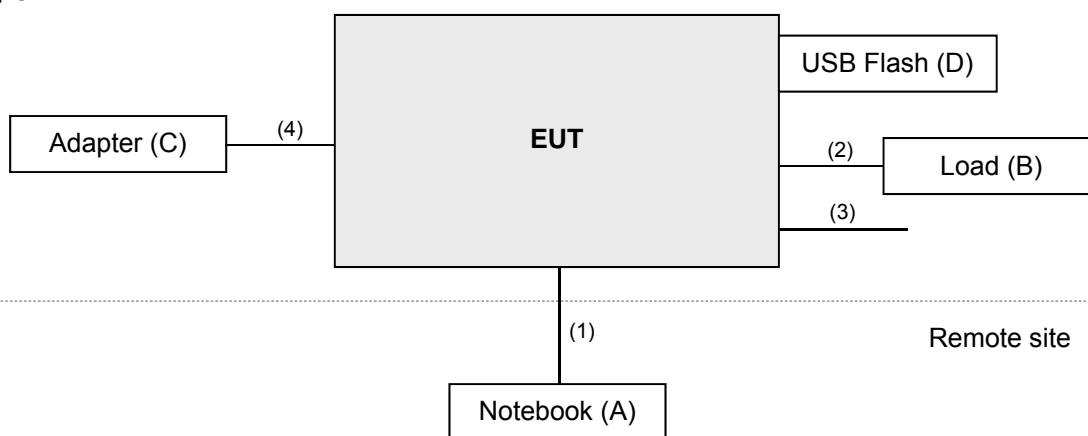 USB Flash (D)
Adapter (C)
(4)
EUT
(2)
Load (B)
(3)
(1)
Remote site
Notebook (A)